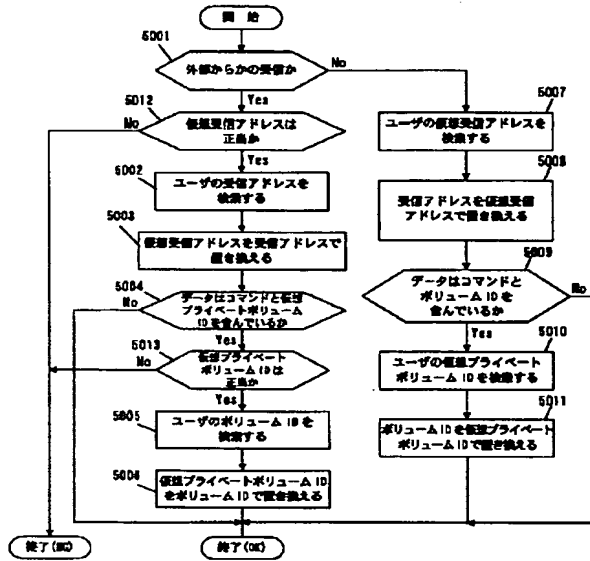 開始
5001
外部からかの受信か
No
Yes
5012
No
仮想受信アドレスは
正当か
Yes
5002
ユーザの受信アドレスを
検索する
5003
仮想受信アドレスを受信アドレスで
置き換える
5004
No
データはコマンドと仮想
プライベートボリューム
IDを含んでいるか
Yes
5013
No
仮想プライベート
ボリュームIDは
正当か
Yes
5005
ユーザのボリューム IDを
検索する
5006
仮想プライベートボリューム ID
をボリューム IDで置き換える
終了(NG)
終了(OK)
5007
ユーザの仮想受信アドレスを
検索する
5008
受信アドレスを仮想受信
アドレスで置き換える
5009
データはコマンドと
ボリューム IDを
含んでいるか
No
Yes
5010
ユーザの仮想プライベート
ボリューム IDを検索する
5011
ボリュームIDを仮想プライベート
ボリューム IDで置き換える